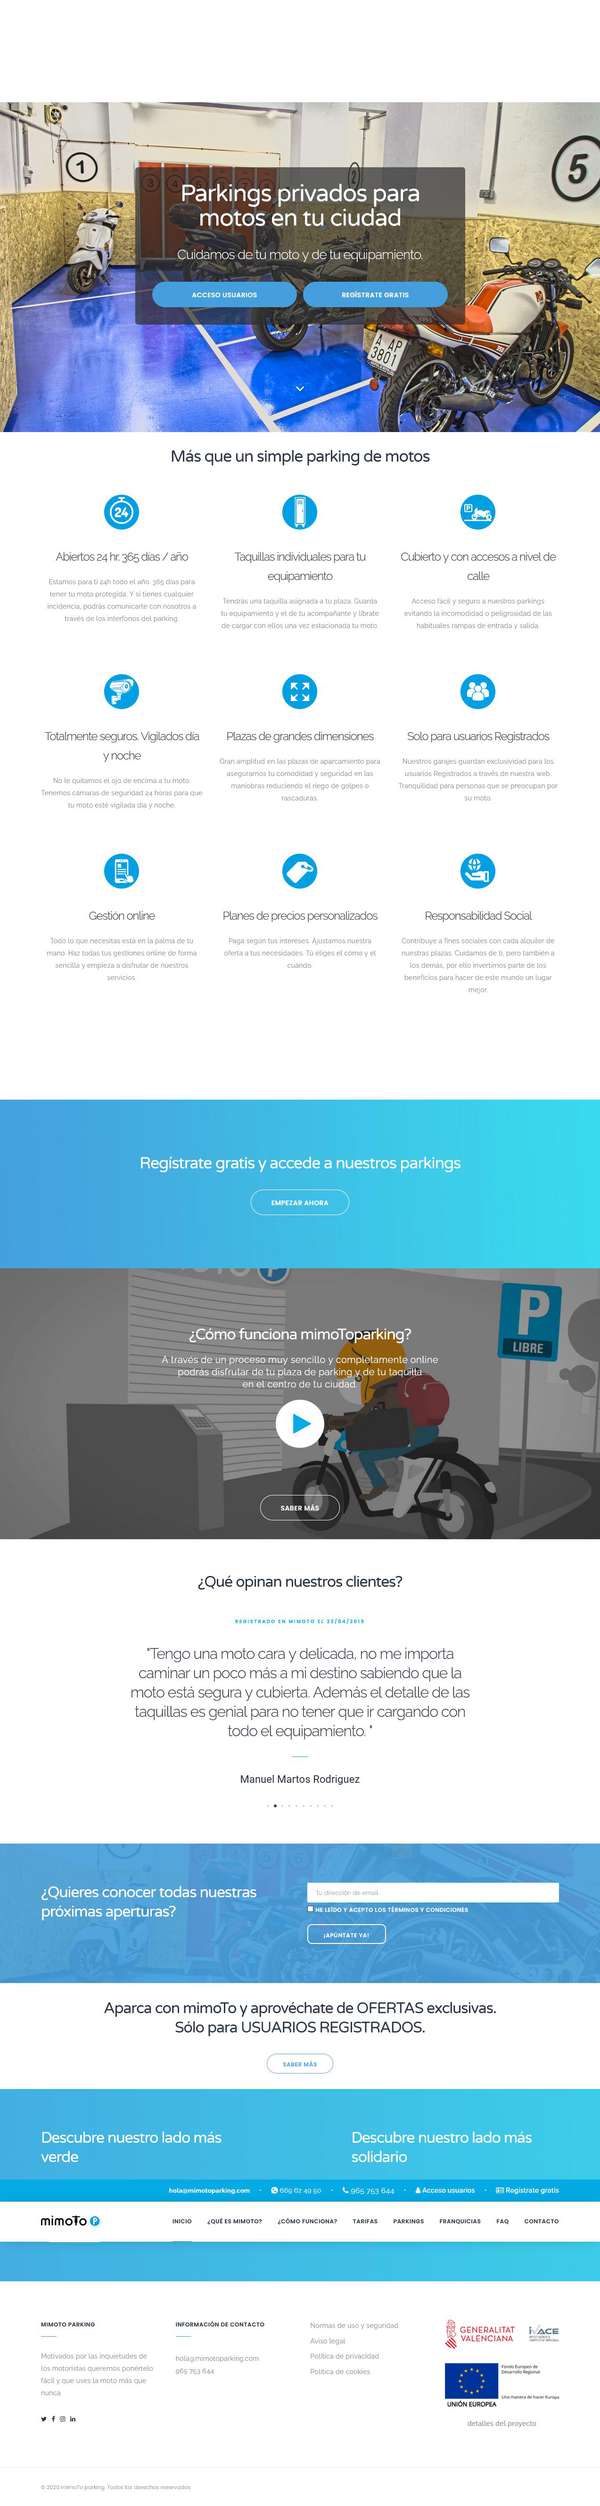 1
2
5
3
4
Parkings privados para
motos en tu ciudad
Cuidamos de tu moto y de tu equipamiento.
ACCESO USUARIOS
REGÍSTRATE GRATIS
A AP
3801
Más que un simple parking de motos
24
Abiertos 24 hr. 365 días / año
Estamos para ti 24h todo el año. 365 días para
tener tu moto protegida. Y si tienes cualquier
incidencia, podrás comunicarte con nosotros a
través de los interfonos del parking.
Taquillas individuales para tu
equipamiento
Tendrás una taquilla asignada a tu plaza. Guarda
tu equipamiento y el de tu acompañante y líbrate
de cargar con ellos una vez estacionada tu moto.
P
Cubierto y con accesos a nivel de
calle
Acceso fácil y seguro a nuestros parkings
evitando la incomodidad o peligrosidad de las
habituales rampas de entrada y salida.
Totalmente seguros. Vigilados día
y noche
No le quitamos el ojo de encima a tu moto.
Tenemos cámaras de seguridad 24 horas para que
tu moto esté vigilada día y noche.
Plazas de grandes dimensiones
Gran amplitud en las plazas de aparcamiento para
asegurarnos tu comodidad y seguridad en las
maniobras reduciendo el riego de golpes o
rascaduras.
Solo para usuarios Registrados
Nuestros garajes guardan exclusividad para los
usuarios Registrados a través de nuestra web.
Tranquilidad para personas que se preocupan por
su moto.
Gestión online
Todo lo que necesitas está en la palma de tu
mano. Haz todas tus gestiones online de forma
sencilla y empieza a disfrutar de nuestros
servicios.
Planes de precios personalizados
Paga según tus intereses. Ajustamos nuestra
oferta a tus necesidades. Tú eliges el cómo y el
cuándo.
Responsabilidad Social
Contribuye a fines sociales con cada alquiler de
nuestras plazas. Cuidamos de ti, pero también a
los demás, por ello invertimos parte de los
beneficios para hacer de este mundo un lugar
mejor.
Regístrate gratis y accede a nuestros parkings
EMPEZAR AHORA
P
LIBRE
¿Cómo funciona mimoToparking?
A través de un proceso muy sencillo y completamente online
podrás disfrutar de tu plaza de parking y de tu taquilla
en el centro de tu ciudad.
SABER MÁS
¿Qué opinan nuestros clientes?
REGISTRADO EN MIMOTO EL 22/04/2019
"Tengo una moto cara y delicada, no me importa
caminar un poco más a mi destino sabiendo que la
moto está segura y cubierta. Además el detalle de las
taquillas es genial para no tener que ir cargando con
todo el equipamiento. "
Manuel Martos Rodriguez
¿Quieres conocer todas nuestras
próximas aperturas?
Tu dirección de email
HE LEÍDO Y ACEPTO LOS TÉRMINOS Y CONDICIONES
¡APÚNTATE YA!
Aparca con mimoTo y aprovéchate de OFERTAS exclusivas.
Sólo para USUARIOS REGISTRADOS.
SABER MÁS
Descubre nuestro lado más
verde
Descubre nuestro lado más
solidario
hola@mimotoparking.com
669 62 49 50
965 753 644
Acceso usuarios
Regístrate gratis
mimoTo P
INICIO ¿QUÉ ES MIMOTO? ¿CÓMO FUNCIONA? TARIFAS PARKINGS FRANQUICIAS FAQ CONTACTO
MIMOTO PARKING
Motivados por las inquietudes de
los motoristas queremos ponértelo
fácil y que uses la moto más que
nunca
INFORMACIÓN DE CONTACTO
hola@mimotoparking.com
965 753 644
Normas de uso y seguridad
Aviso legal
Política de privacidad
Política de cookies
GENERALITAT
VALENCIANA
IVACE
UNIÓN EUROPEA
Fondo Europeo de
Desarrollo Regional
Una manera de hacer Europa
detalles del proyecto
© 2020 mimoTo parking. Todos los derechos reservados